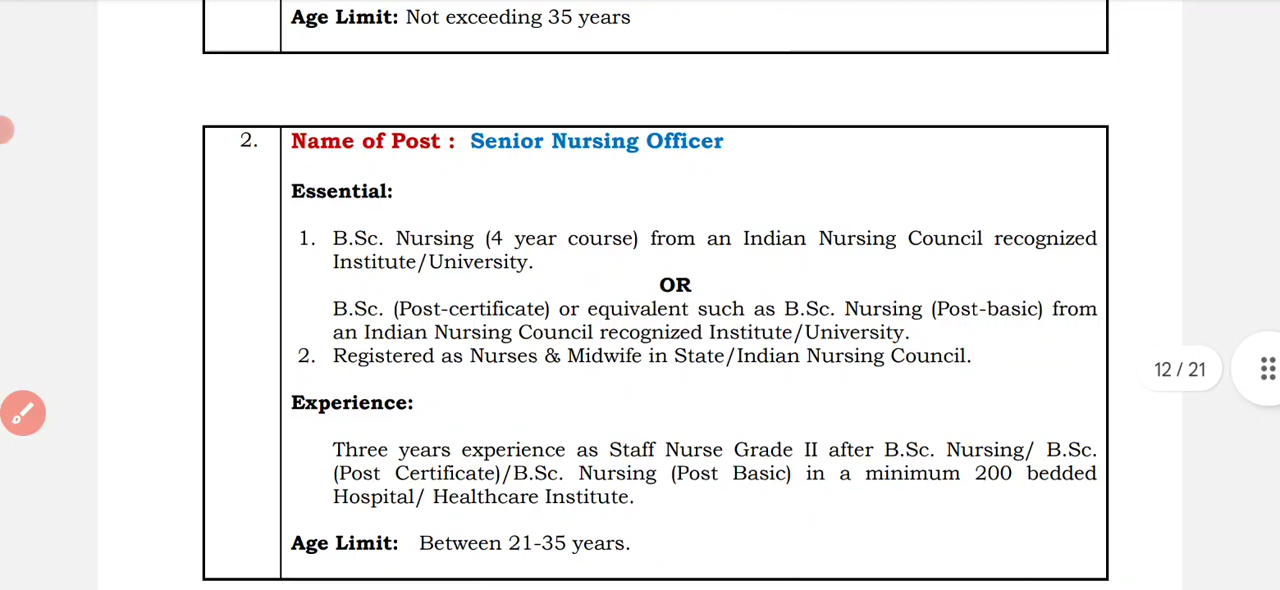 Age Limit: Not exceeding 35 years
2. Name of Post : Senior Nursing Officer
Essential:
1. B.Sc. Nursing (4 year course) from an Indian Nursing Council recognized
Institute/University.
OR
B.Sc. (Post-certificate) or equivalent such as B.Sc. Nursing (Post-basic) from
an Indian Nursing Council recognized Institute/University.
2. Registered as Nurses & Midwife in State/Indian Nursing Council.
12 / 21
Experience:
Three years experience as Staff Nurse Grade II after B.Sc. Nursing/ B.Sc.
(Post Certificate)/B.Sc. Nursing (Post Basic) in a minimum 200 bedded
Hospital/ Healthcare Institute.
Age Limit: Between 21-35 years.